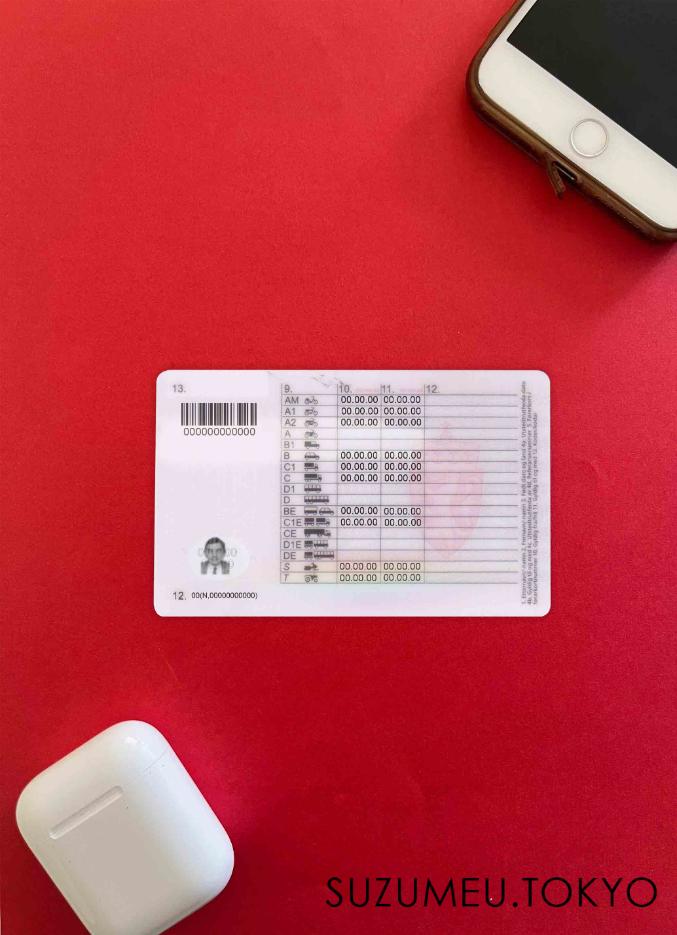 13.
000000000000
9. 10. 11. 12.
AM 00.00.00 00.00.00
A1 00.00.00 00.00.00
A2 00.00.00 00.00.00
A
B1
B 00.00.00 00.00.00
C1 00.00.00 00.00.00
C 00.00.00 00.00.00
D1
D
BE 00.00.00 00.00.00
C1E 00.00.00 00.00.00
CE
D1E
DE
S 00.00.00 00.00.00
T 00.00.00 00.00.00
12. 00(N,00000000000)
SUZUMEU.TOKYO